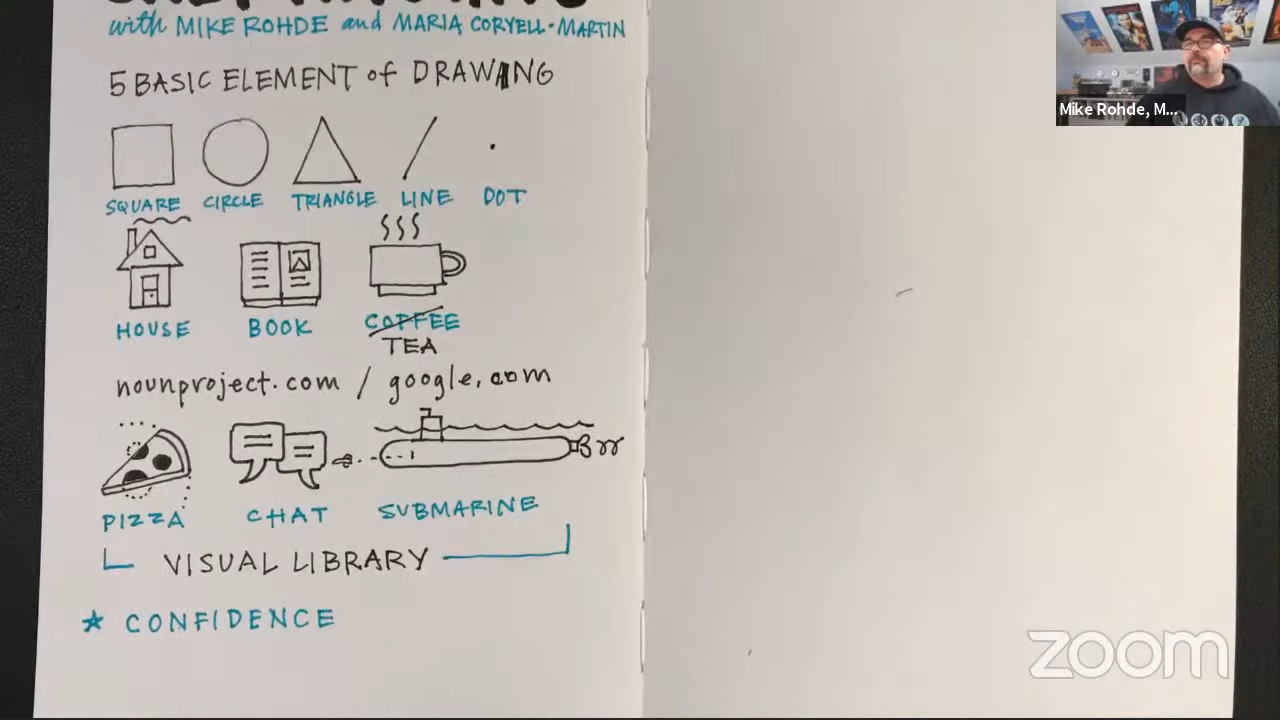 with MIKE ROHDE and MARIA CORYELL-MARTIN
5 BASIC ELEMENT of DRAWING
SQUARE CIRCLE TRIANGLE LINE DOT
HOUSE BOOK COFFEE
TEA
nounproject.com / google.com
PIZZA CHAT SUBMARINE
VISUAL LIBRARY
★ CONFIDENCE
Mike Rohde, M...
zoom